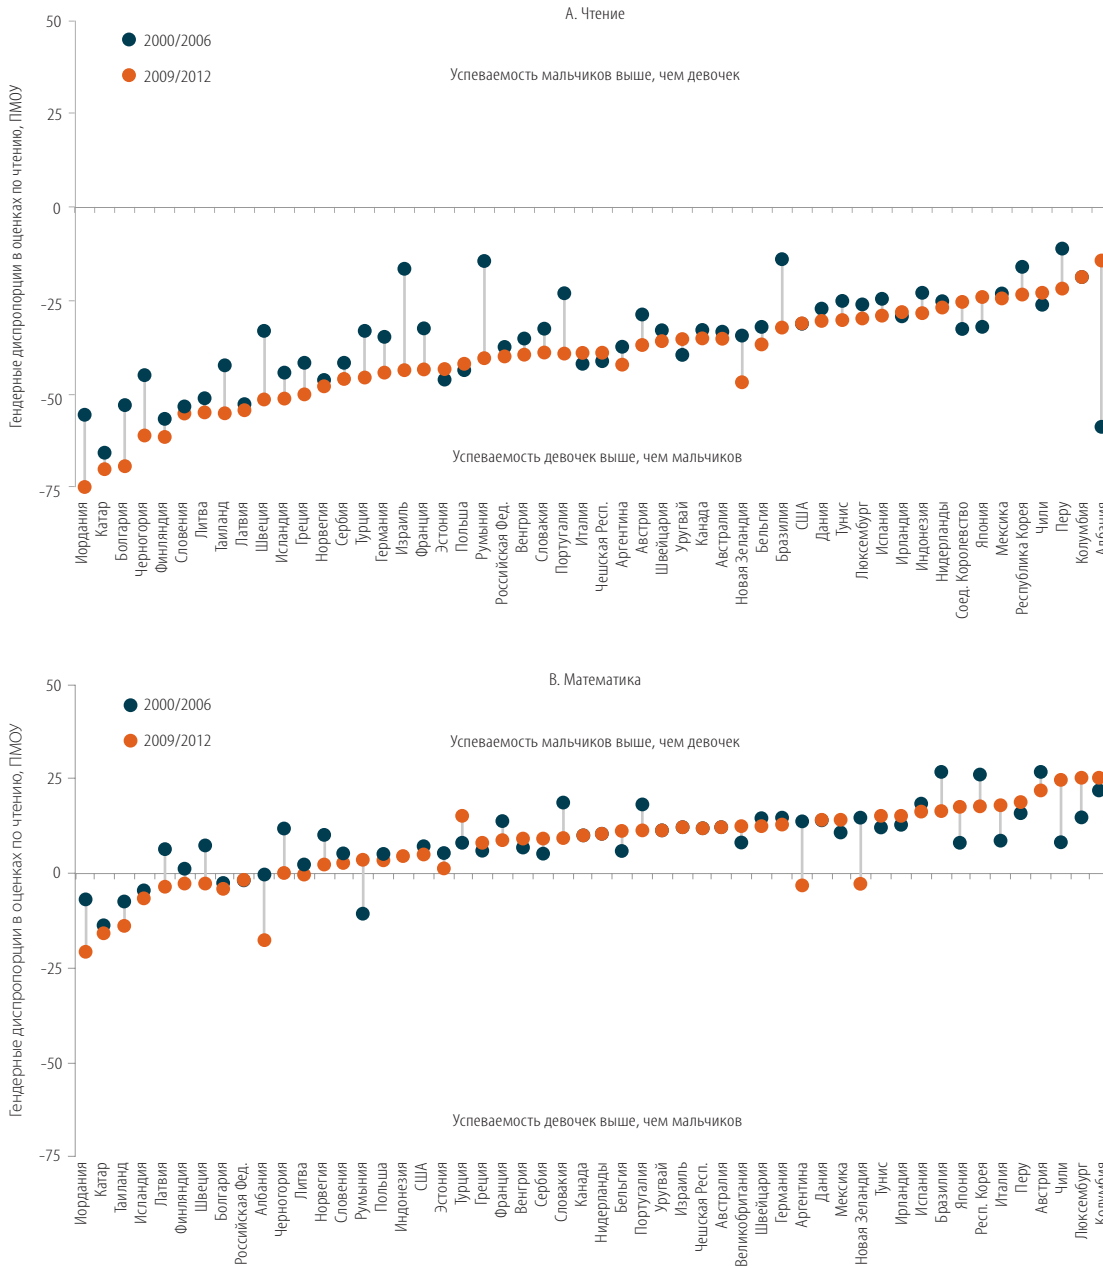 А. Чтение
Гендерные диспропорции в оценках по чтению, ПМОУ
50
25
0
−25
−50
−75
2000/2006
2009/2012
Успеваемость мальчиков выше, чем девочек
Успеваемость девочек выше, чем мальчиков
Иордания
Катар
Болгария
Черногория
Финляндия
Словения
Литва
Таиланд
Латвия
Швеция
Исландия
Греция
Норвегия
Сербия
Турция
Германия
Израиль
Франция
Эстония
Польша
Румыния
Российская Фед.
Венгрия
Словакия
Португалия
Италия
Чешская Респ.
Аргентина
Австрия
Швейцария
Уругвай
Канада
Австралия
Новая Зеландия
Бельгия
Бразилия
США
Дания
Тунис
Люксембург
Испания
Ирландия
Индонезия
Нидерланды
Соед. Королевство
Япония
Мексика
Республика Корея
Чили
Перу
Колумбия
Албания
В. Математика
Гендерные диспропорции в оценках по чтению, ПМОУ
50
25
0
−25
−50
−75
2000/2006
2009/2012
Успеваемость мальчиков выше, чем девочек
Успеваемость девочек выше, чем мальчиков
Иордания
Катар
Таиланд
Исландия
Латвия
Финляндия
Швеция
Болгария
Российская Фед.
Албания
Черногория
Литва
Норвегия
Словения
Румыния
Польша
Индонезия
США
Эстония
Турция
Греция
Франция
Венгрия
Сербия
Словакия
Канада
Нидерланды
Бельгия
Португалия
Уругвай
Израиль
Чешская Респ.
Австралия
Великобритания
Швейцария
Германия
Аргентина
Дания
Мексика
Новая Зеландия
Тунис
Ирландия
Испания
Бразилия
Япония
Респ. Корея
Италия
Перу
Австрия
Чили
Люксембург
Колумбия